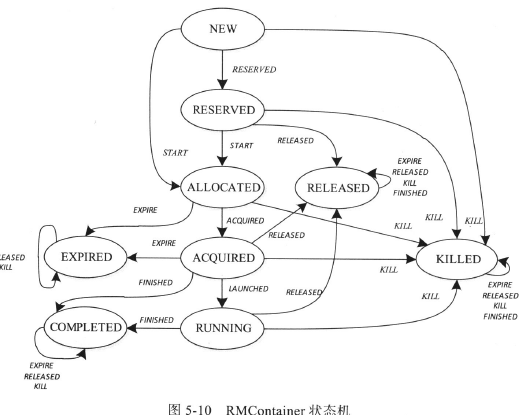 NEW
RESERVED
RESERVED
START
START
RELEASED
EXPIRE
RELEASED
KILL
FINISHED
ALLOCATED
RELEASED
EXPIRE
ACQUIRED
KILL
KILL
KILL
RELEASED
EXPIRED
EXPIRE
ACQUIRED
KILLED
LEASED
KILL
FINISHED
LAUNCHED
RELEASED
KILL
KILL
EXPIRE
RELEASED
KILL
FINISHED
COMPLETED
FINISHED
RUNNING
EXPIRE
RELEASED
KILL
图 5-10 RMContainer 状态机